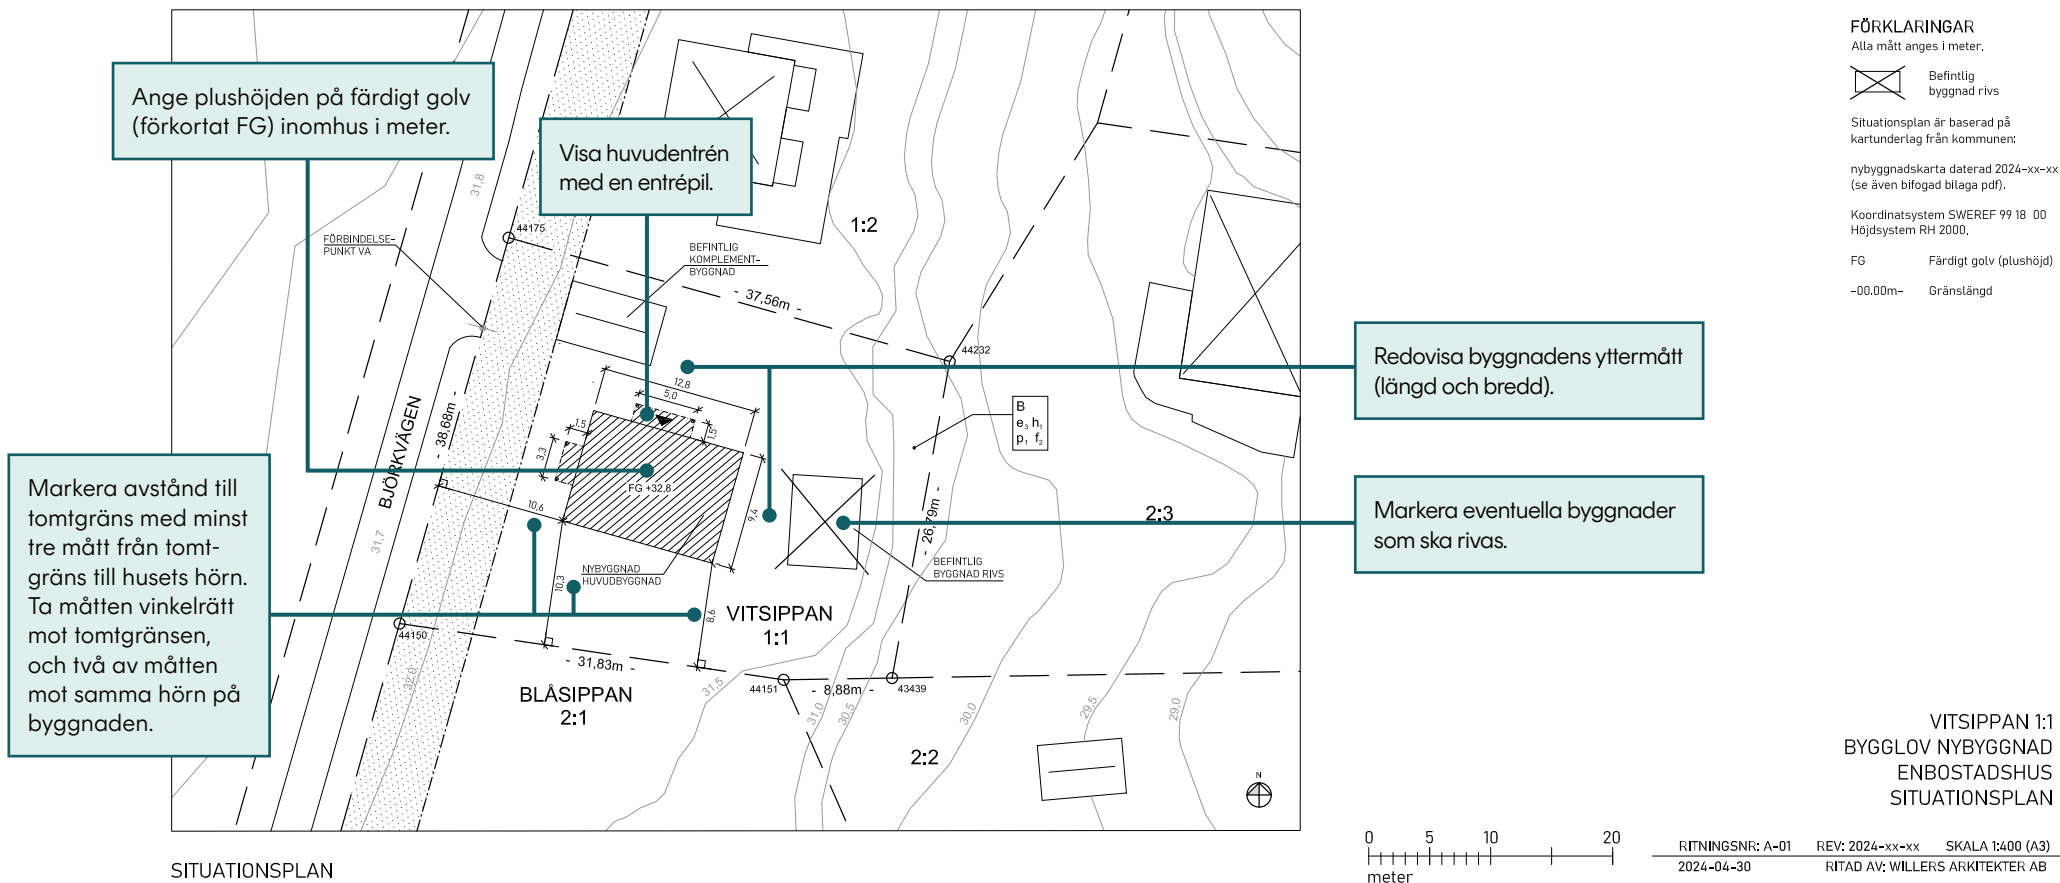 FÖRKLARINGAR
Alla mått anges i meter.
Befintlig
byggnad rivs
Situationsplan är baserad på
kartunderlag från kommunen:
nybyggnadskarta daterad 2024-xx-xx
(se även bifogad bilaga pdf).
Koordinatsystem SWEREF 99 18 00
Höjdsystem RH 2000.
FG Färdigt golv (plushöjd)
-00.00m- Gränslängd
Ange plushöjden på färdigt golv
(förkortat FG) inomhus i meter.
Visa huvudentrén
med en entrépil.
31,8
44175
FÖRBINDELSE-
PUNKT VA
BEFINTLIG
KOMPLEMENT-
BYGGNAD
1:2
- 37,56m -
44232
Redovisa byggnadens yttermått
(längd och bredd).
12,8
5,0
1,5
1,5
3,3
B
e₃ h₁
p₁ f₂
- 38,68m -
BJÖRKVÄGEN
FG +32,8
10,6
9,4
- 26,79m -
2:3
Markera eventuella byggnader
som ska rivas.
Markera avstånd till
tomtgräns med minst
tre mått från tomt-
gräns till husets hörn.
Ta måtten vinkelrätt
mot tomtgränsen,
och två av måtten
mot samma hörn på
byggnaden.
31,7
NYBYGGNAD
HUVUDBYGGNAD
BEFINTLIG
BYGGNAD RIVS
10,3
8,6
VITSIPPAN
1:1
44150
- 31,83m -
32,0
BLÅSIPPAN
2:1
31,5
44151
- 8,88m -
43439
31,0
30,5
30,0
29,5
29,0
2:2
N
VITSIPPAN 1:1
BYGGLOV NYBYGGNAD
ENBOSTADSHUS
SITUATIONSPLAN
0 5 10 20
meter
RITNINGSNR: A-01 REV: 2024-xx-xx SKALA 1:400 (A3)
2024-04-30 RITAD AV: WILLERS ARKITEKTER AB
SITUATIONSPLAN